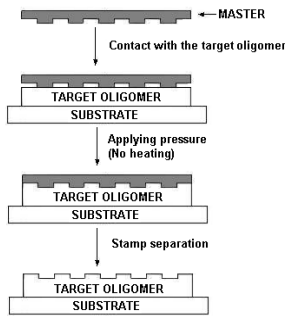 MASTER
Contact with the target oligomer
TARGET OLIGOMER
SUBSTRATE
Applying pressure
(No heating)
TARGET OLIGOMER
SUBSTRATE
Stamp separation
TARGET OLIGOMER
SUBSTRATE